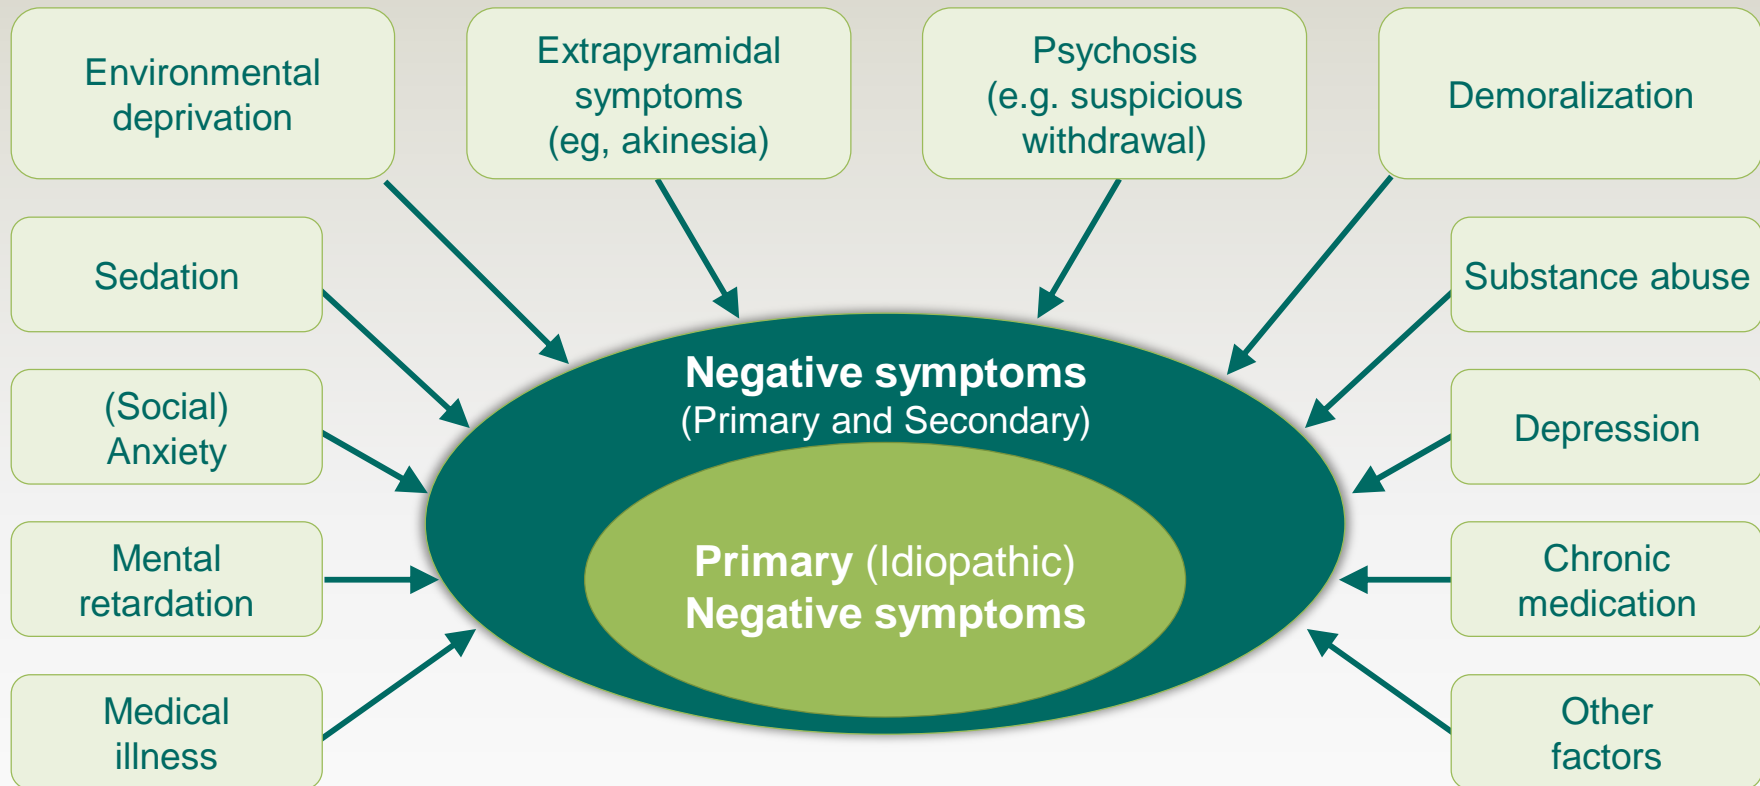 Environmental
deprivation
Extrapyramidal
symptoms
(eg, akinesia)
Psychosis
(e.g. suspicious
withdrawal)
Demoralization
Sedation
Substance abuse
(Social)
Anxiety
Depression
Mental
retardation
Chronic
medication
Medical
illness
Other
factors
Negative symptoms
(Primary and Secondary)
Primary (Idiopathic)
Negative symptoms